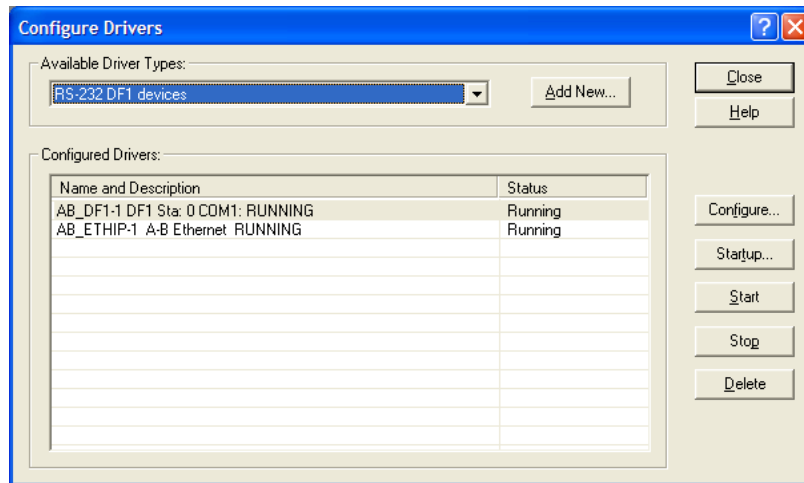 Configure Drivers
Available Driver Types:
RS-232 DF1 devices
Add New...
Close
Help
Configured Drivers:
Name and Description Status
AB_DF1-1 DF1 Sta: 0 COM1: RUNNING Running
AB_ETHIP-1 A-B Ethernet RUNNING Running
Configure...
Startup...
Start
Stop
Delete